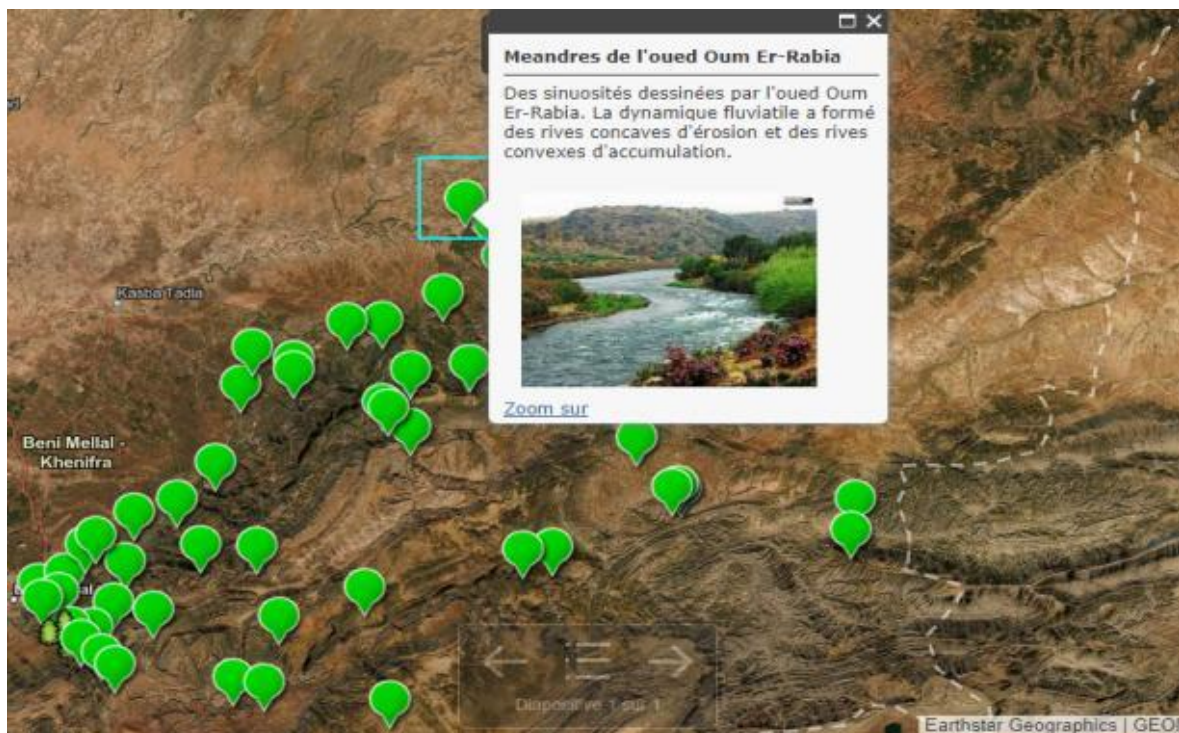 Meandres de l'oued Oum Er-Rabia
Des sinuosités dessinées par l'oued Oum
Er-Rabia. La dynamique fluviatile a formé
des rives concaves d'érosion et des rives
convexes d'accumulation.
Zoom sur
Kasba Tadla
Beni Mellal -
Khenifra
Diapositive 1 sur 1
Earthstar Geographics | GEO